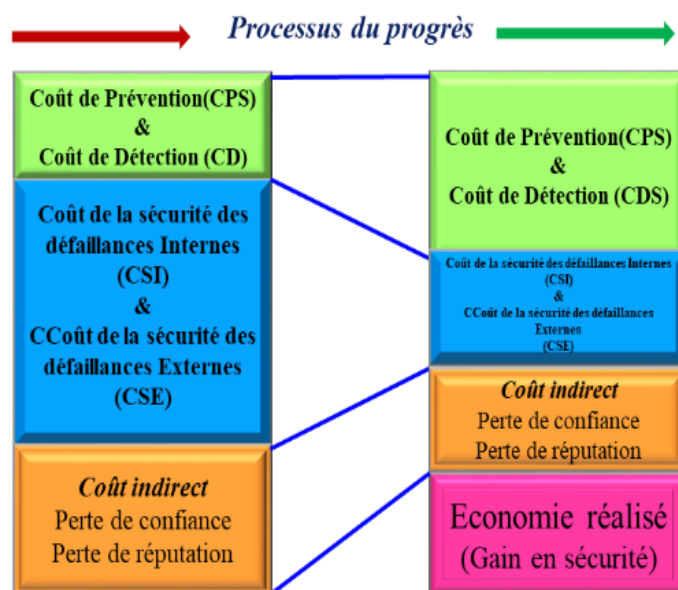 Processus du progrès
Coût de Prévention(CPS)
&
Coût de Détection (CD)
Coût de la sécurité des
défaillances Internes
(CSI)
&
CCoût de la sécurité des
défaillances Externes
(CSE)
Coût indirect
Perte de confiance
Perte de réputation
Coût de Prévention(CPS)
&
Coût de Détection (CDS)
Coût de la sécurité des défaillances Internes
(CSI)
&
CCoût de la sécurité des défaillances
Externes
(CSE)
Coût indirect
Perte de confiance
Perte de réputation
Economie réalisé
(Gain en sécurité)